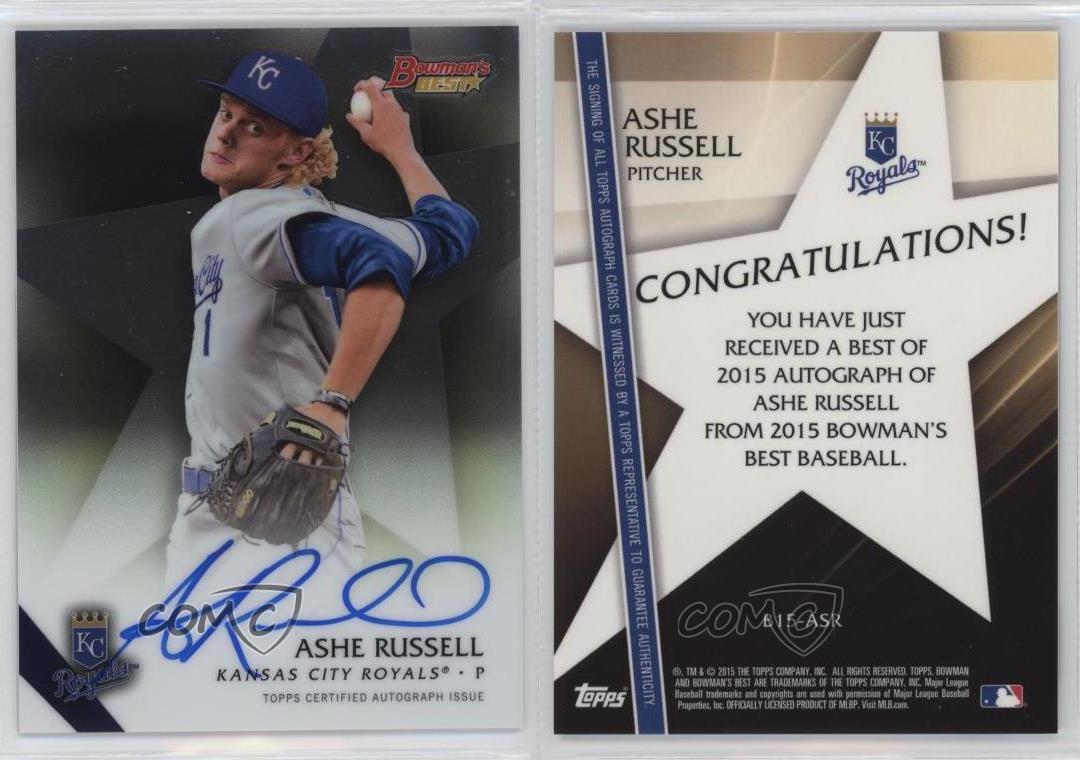 KC
Bowman's
BEST
e City
1
COMC
KC
Royals™
ASHE RUSSELL
KANSAS CITY ROYALS® • P
TOPPS CERTIFIED AUTOGRAPH ISSUE
THE SIGNING OF ALL TOPPS AUTOGRAPH CARDS IS WITNESSED BY A TOPPS REPRESENTATIVE TO GUARANTEE AUTHENTICITY.
ASHE
RUSSELL
PITCHER
KC
Royals™
CONGRATULATIONS!
YOU HAVE JUST
RECEIVED A BEST OF
2015 AUTOGRAPH OF
ASHE RUSSELL
FROM 2015 BOWMAN'S
BEST BASEBALL.
COMC
B15-ASR
Topps®
®, TM & © 2015 THE TOPPS COMPANY, INC. ALL RIGHTS RESERVED. TOPPS, BOWMAN
AND BOWMAN'S BEST ARE TRADEMARKS OF THE TOPPS COMPANY, INC. Major League
Baseball trademarks and copyrights are used with permission of Major League Baseball
Properties, Inc. OFFICIALLY LICENSED PRODUCT OF MLBP. Visit MLB.com.